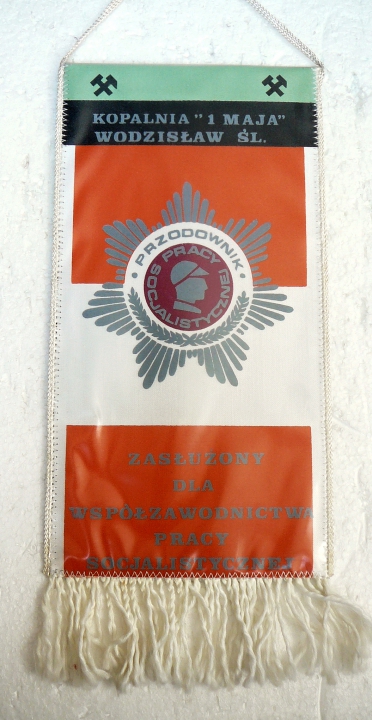 KOPALNIA "1 MAJA"
WODZISŁAW ŚL.
PRZODOWNIK
PRACY
SOCJALISTYCZNEJ
ZASŁUŻONY
DLA
WSPÓŁZAWODNICTWA
PRACY
SOCJALISTYCZNEJ